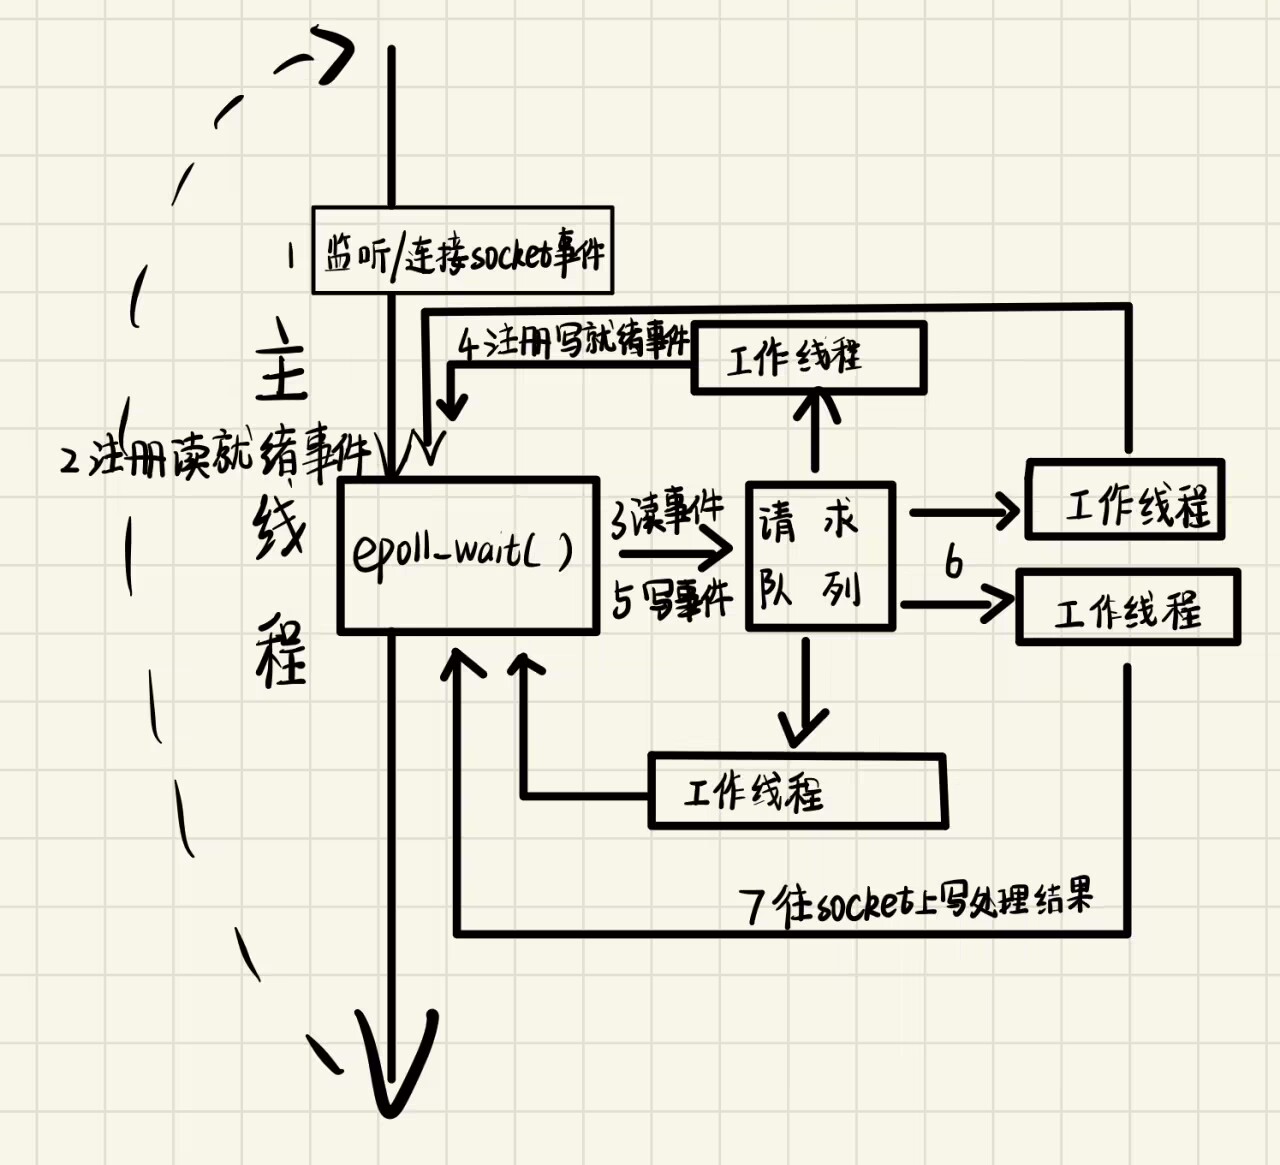 1
监听/连接socket事件
主线程
4注册写就绪事件
工作线程
2注册读就绪事件
epoll_wait( )
3读事件
5写事件
请求
队列
工作线程
6
工作线程
工作线程
7往socket上写处理结果